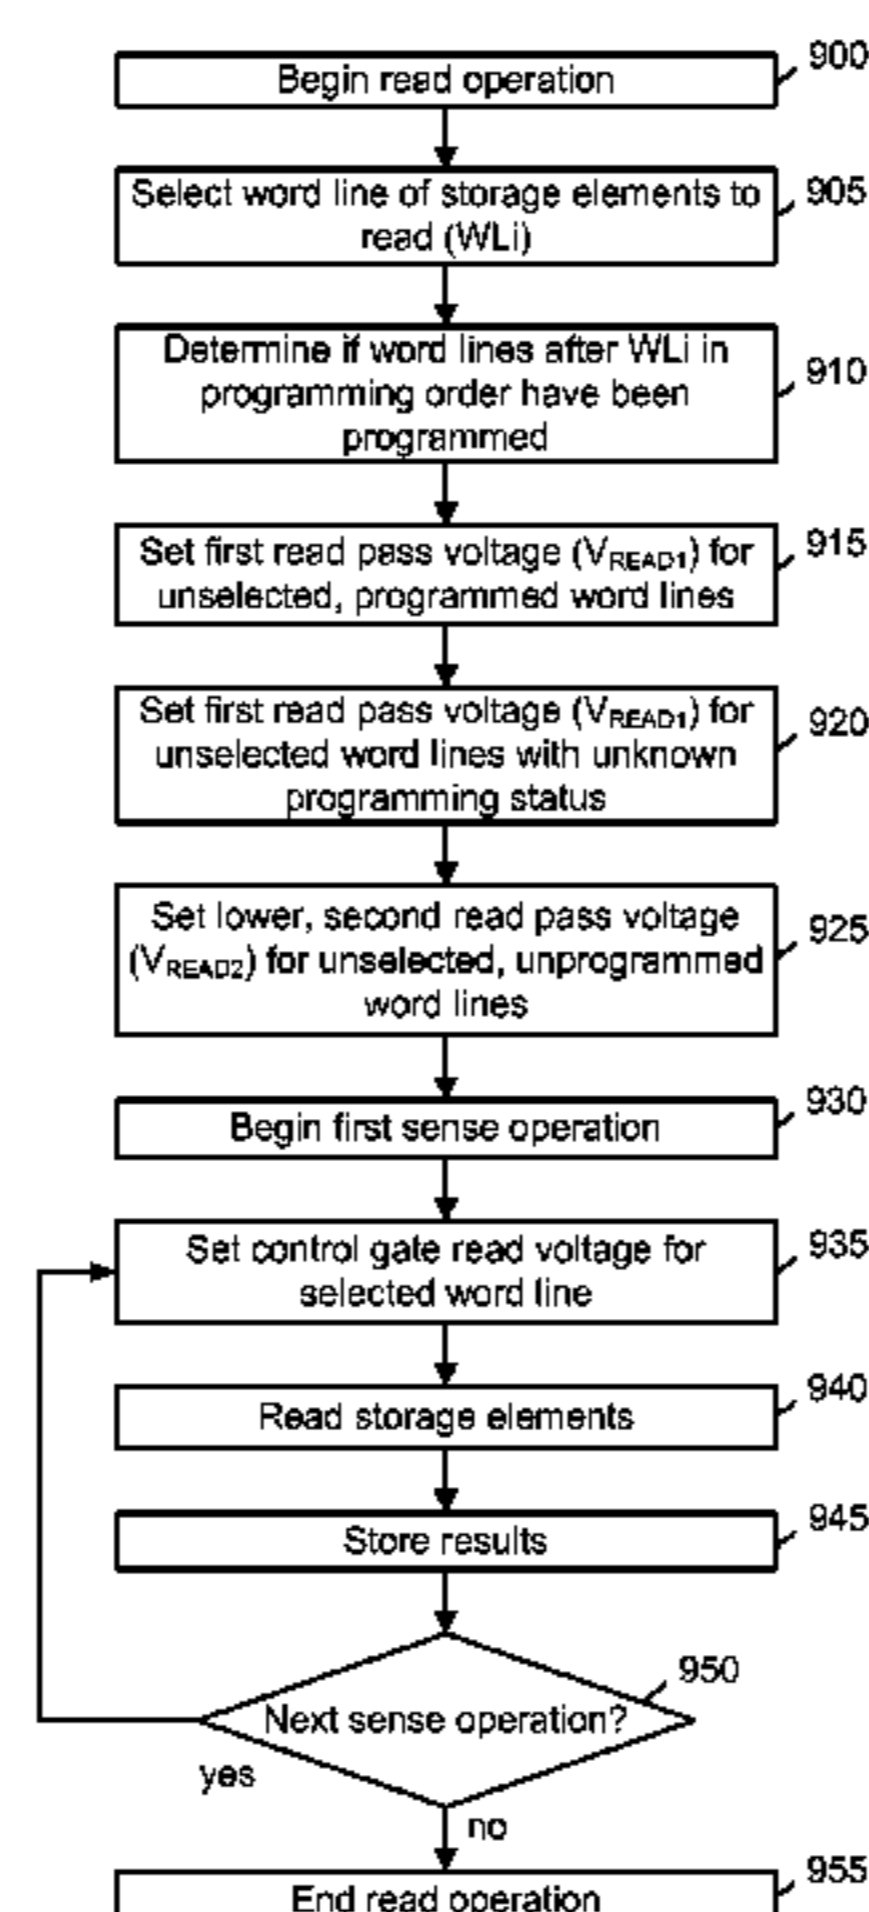 Begin read operation
900
Select word line of storage elements to
read (WLi)
905
Determine if word lines after WLi in
programming order have been
programmed
910
Set first read pass voltage (VREAD1) for
unselected, programmed word lines
915
Set first read pass voltage (VREAD1) for
unselected word lines with unknown
programming status
920
Set lower, second read pass voltage
(VREAD2) for unselected, unprogrammed
word lines
925
Begin first sense operation
930
Set control gate read voltage for
selected word line
935
Read storage elements
940
Store results
945
Next sense operation?
950
yes
no
End read operation
955